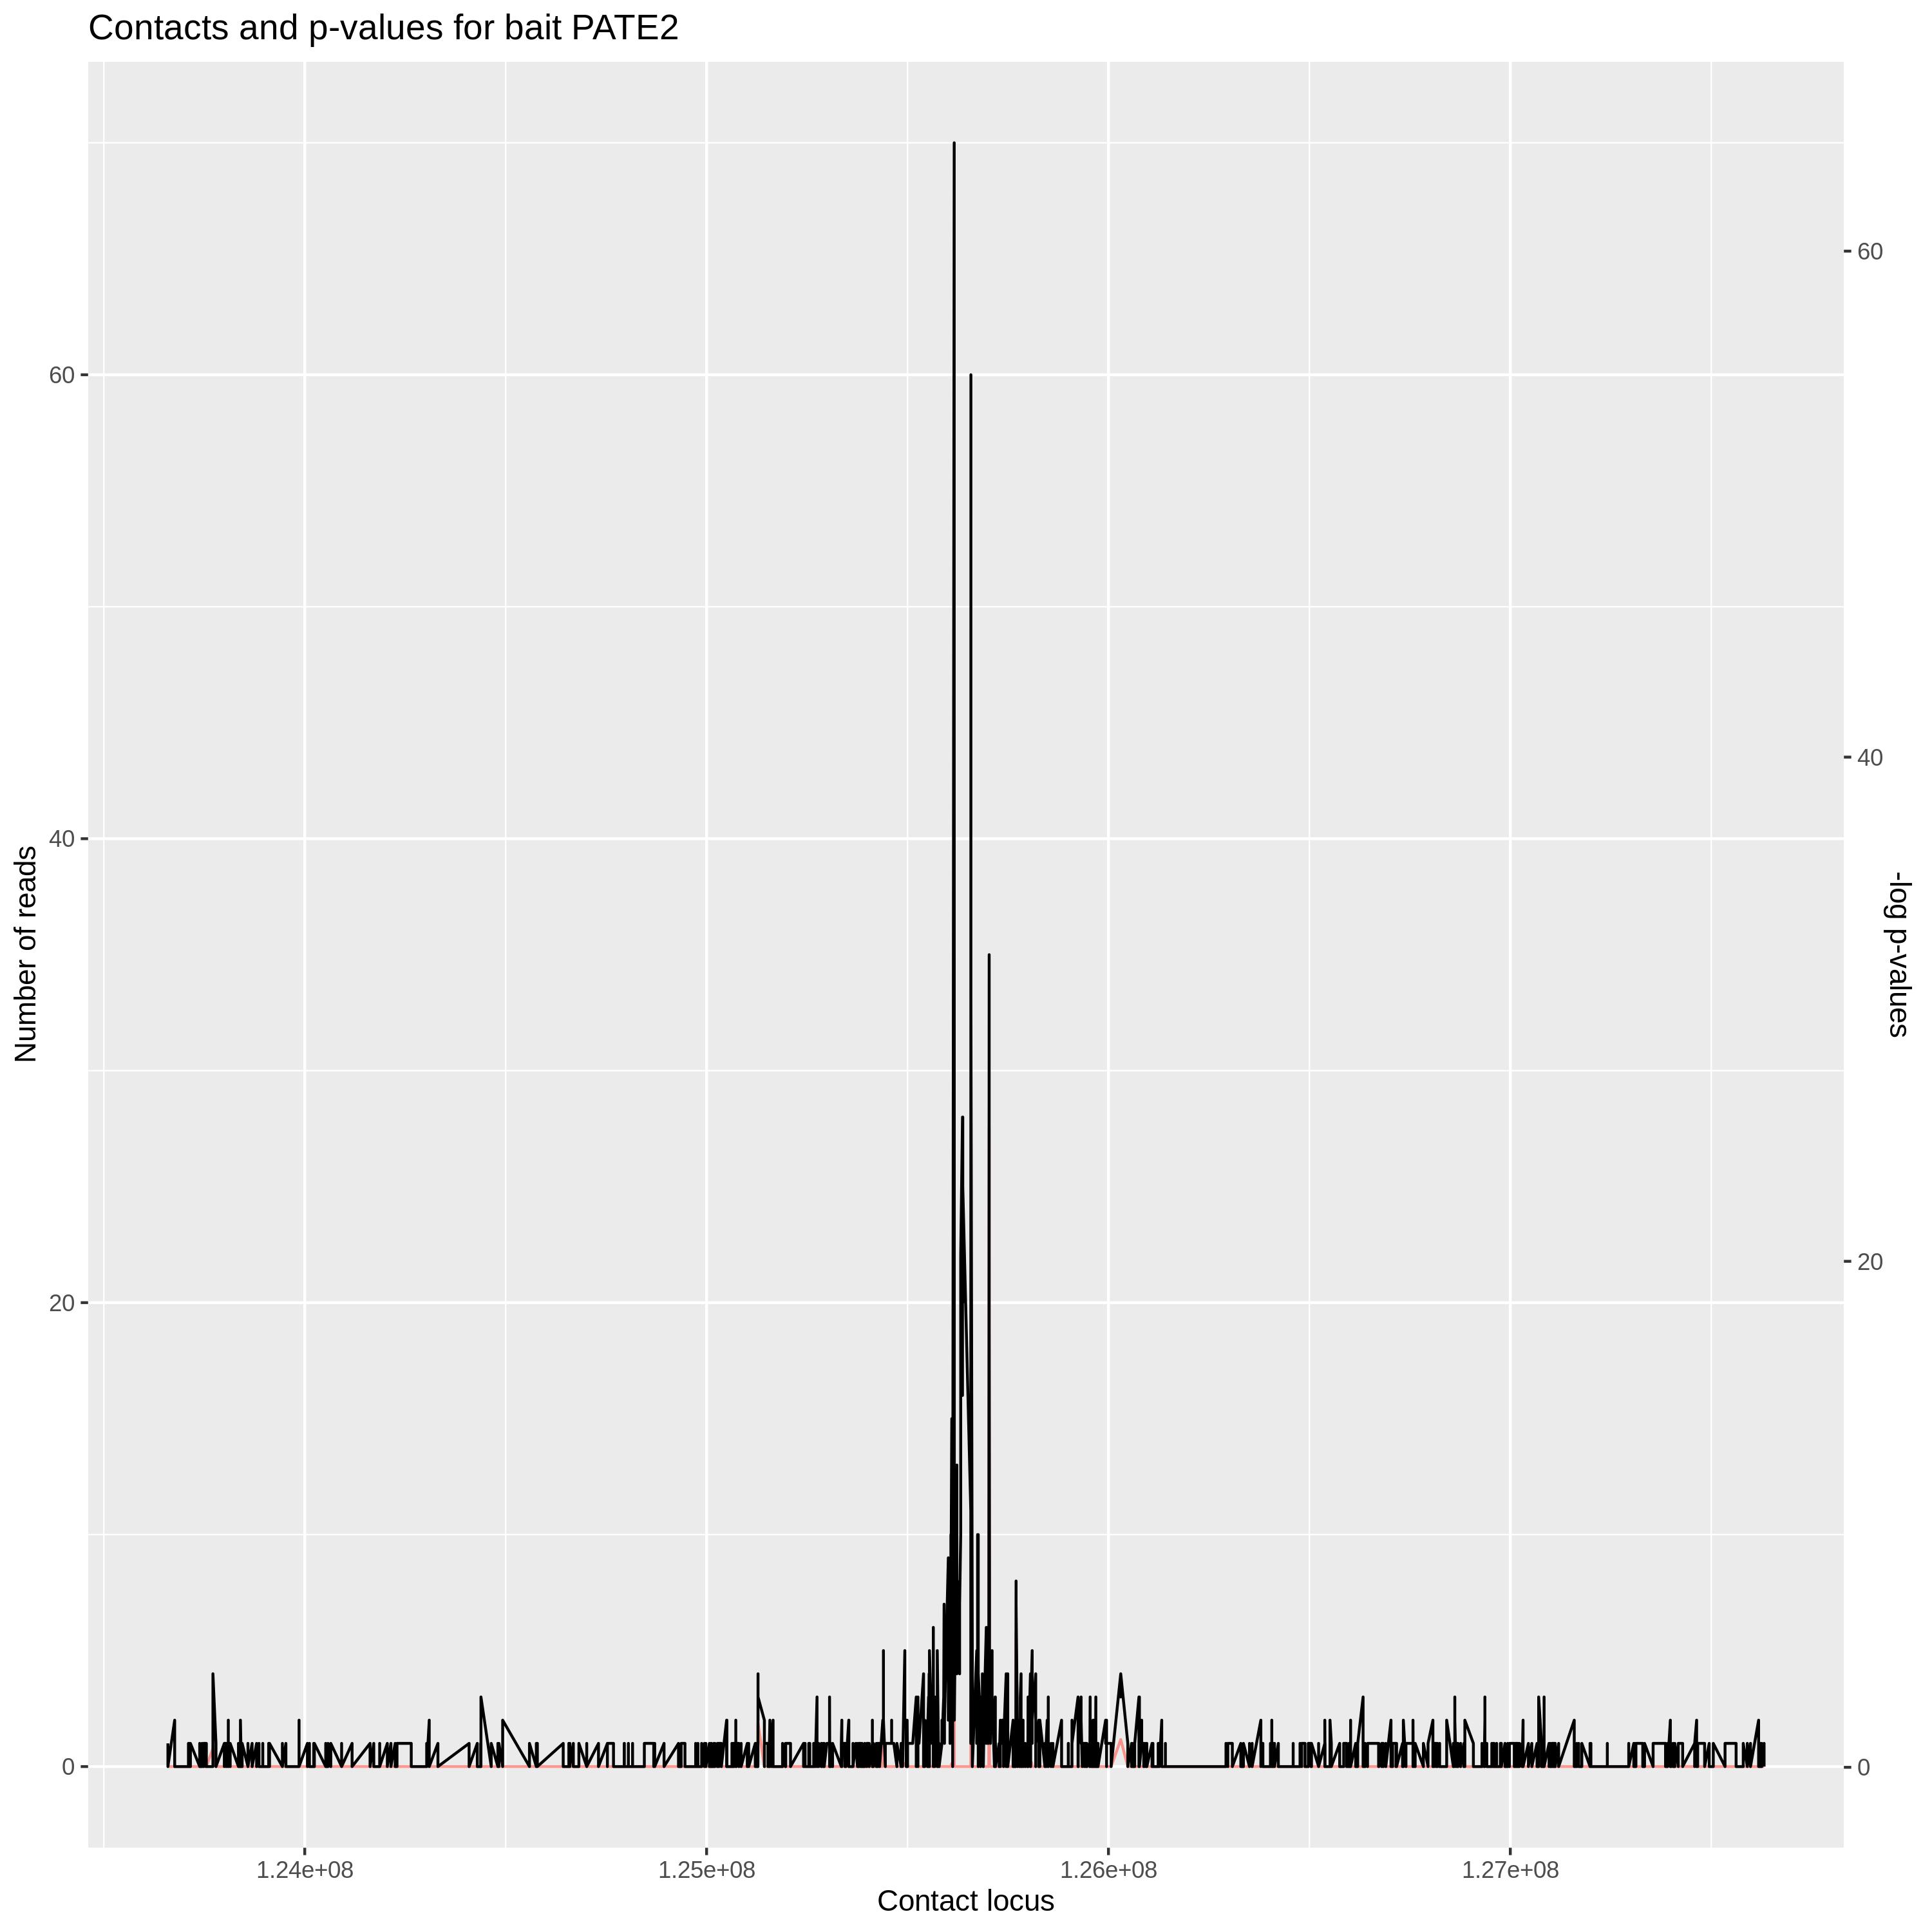 Contacts and p-values for bait PATE2
Number of reads
60
40
20
0
60
40
20
0
-log p-values
1.24e+08 1.25e+08 1.26e+08 1.27e+08
Contact locus